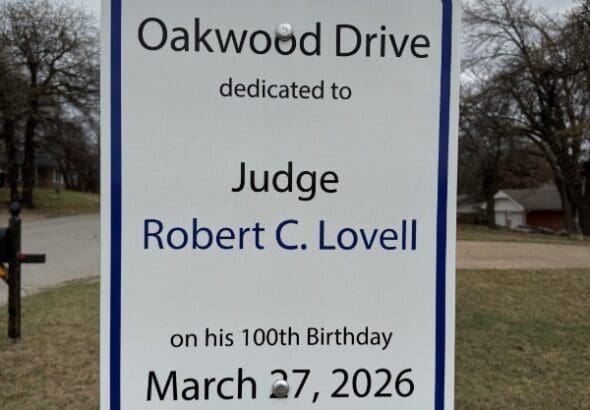 Oakwood Drive
dedicated to
Judge
Robert C. Lovell
on his 100th Birthday
March 27, 2026